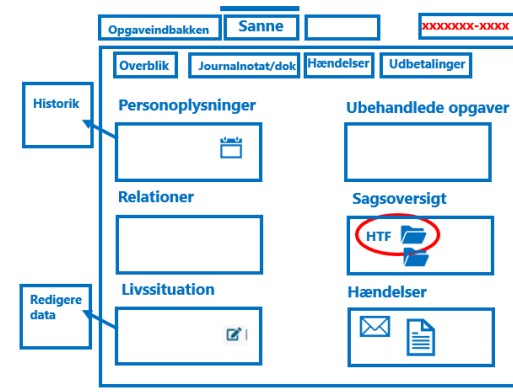 Opgaveindbakken
Sanne
xxxxxxx-xxxx
Overblik
Journalnotat/dok
Hændelser
Udbetalinger
Historik
Personoplysninger
Ubehandlede opgaver
Relationer
Sagsoversigt
HTF
Livssituation
Hændelser
Redigere
data